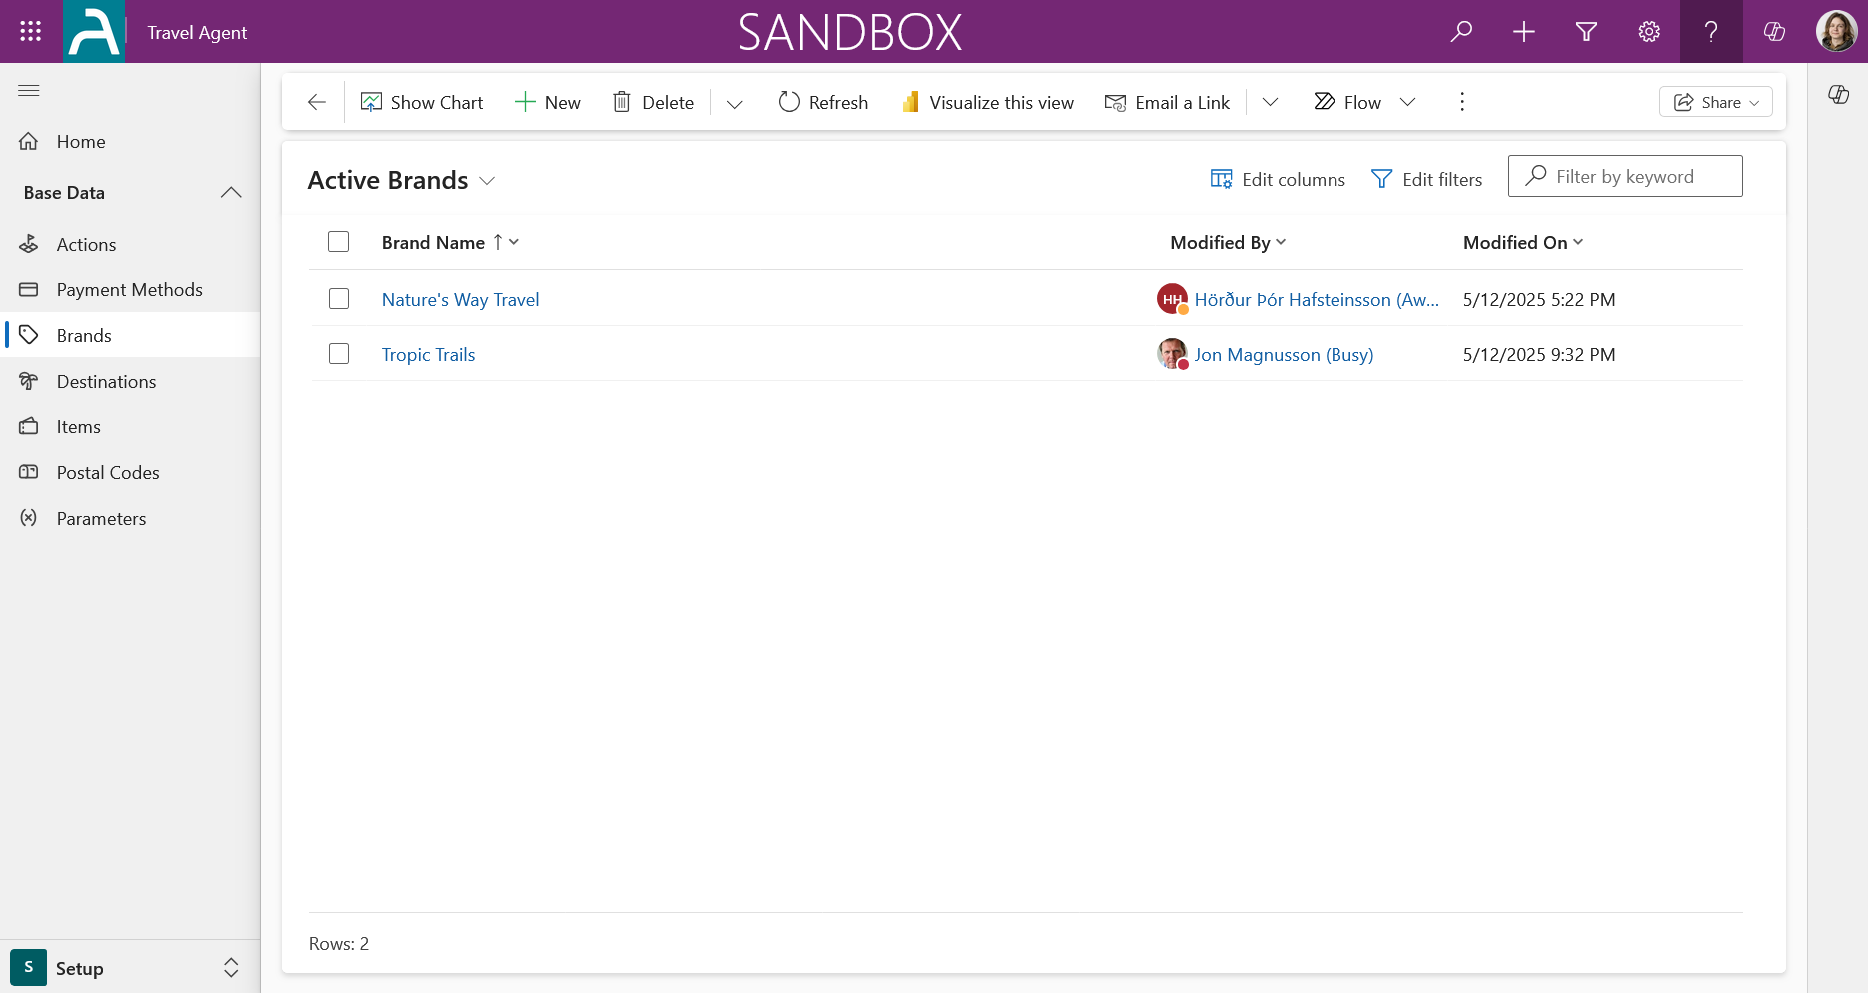 Travel Agent
SANDBOX
Show Chart
New
Delete
Refresh
Visualize this view
Email a Link
Flow
Share
Home
Base Data
Actions
Payment Methods
Brands
Destinations
Items
Postal Codes
Parameters
S Setup
Active Brands
Edit columns
Edit filters
Filter by keyword
Brand Name Modified By Modified On
Nature's Way Travel HH Hörður Þór Hafsteinsson (Aw... 5/12/2025 5:22 PM
Tropic Trails Jon Magnusson (Busy) 5/12/2025 9:32 PM
Rows: 2